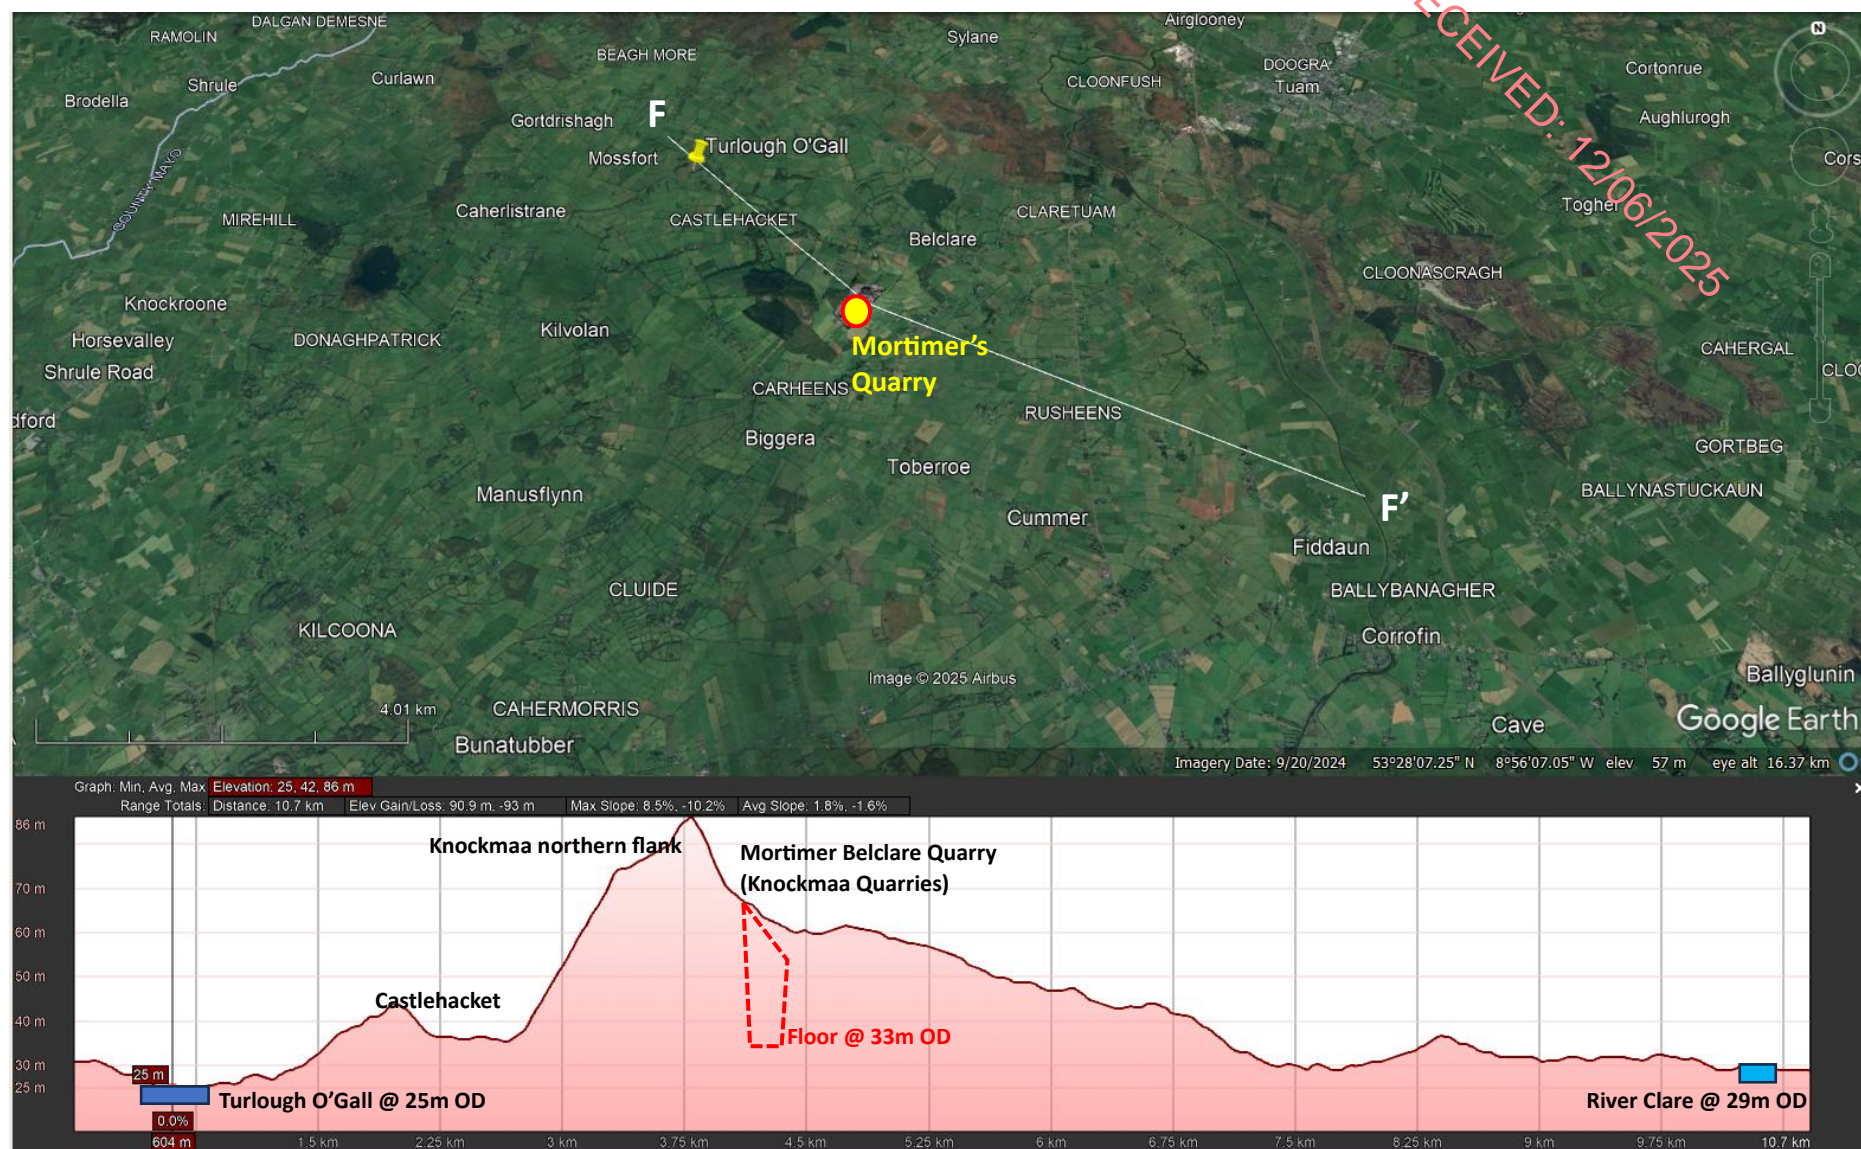 DALGAN DEMESNE
RAMOLIN
Airglooney
Sylane
BEAGH MORE
DOOGRA
Tuam
Cortonrue
Shrule
Curlawn
CLOONFUSH
Brodella
Gortdrishagh
F
Aughlurogh
RECEIVED: 12/06/2025
Mossfort
Turlough O'Gall
Cors
COUNTY MAYO
MIREHILL
Caherlistrane
CASTLEHACKET
CLARETUAM
Togher
Belclare
CLOONASCRAGH
Knockroone
Horsevalley
DONAGHPATRICK
Kilvolan
Mortimer's
Quarry
CAHERGAL
Shrule Road
CLOO
CARHEENS
RUSHEENS
dford
Biggera
GORTBEG
Toberroe
Manusflynn
BALLYNASTUCKAUN
F’
Cummer
Fiddaun
CLUIDE
BALLYBANAGHER
KILCOONA
Corrofin
Image © 2025 Airbus
Ballyglunin
4.01 km
CAHERMORRIS
Cave
Google Earth
Bunatubber
Imagery Date: 9/20/2024 53°28'07.25" N 8°56'07.05" W elev 57 m eye alt 16.37 km
N
Graph: Min, Avg, Max Elevation: 25, 42, 86 m
Range Totals: Distance: 10.7 km Elev Gain/Loss: 90.9 m, -93 m Max Slope: 8.5%, -10.2% Avg Slope: 1.8%, -1.6%
86 m
70 m
60 m
50 m
40 m
30 m
25 m
Knockmaa northern flank
Mortimer Belclare Quarry
(Knockmaa Quarries)
Castlehacket
Floor @ 33m OD
25 m
Turlough O’Gall @ 25m OD
River Clare @ 29m OD
0.0%
604 m 1.5 km 2.25 km 3 km 3.75 km 4.5 km 5.25 km 6 km 6.75 km 7.5 km 8.25 km 9 km 9.75 km 10.7 km